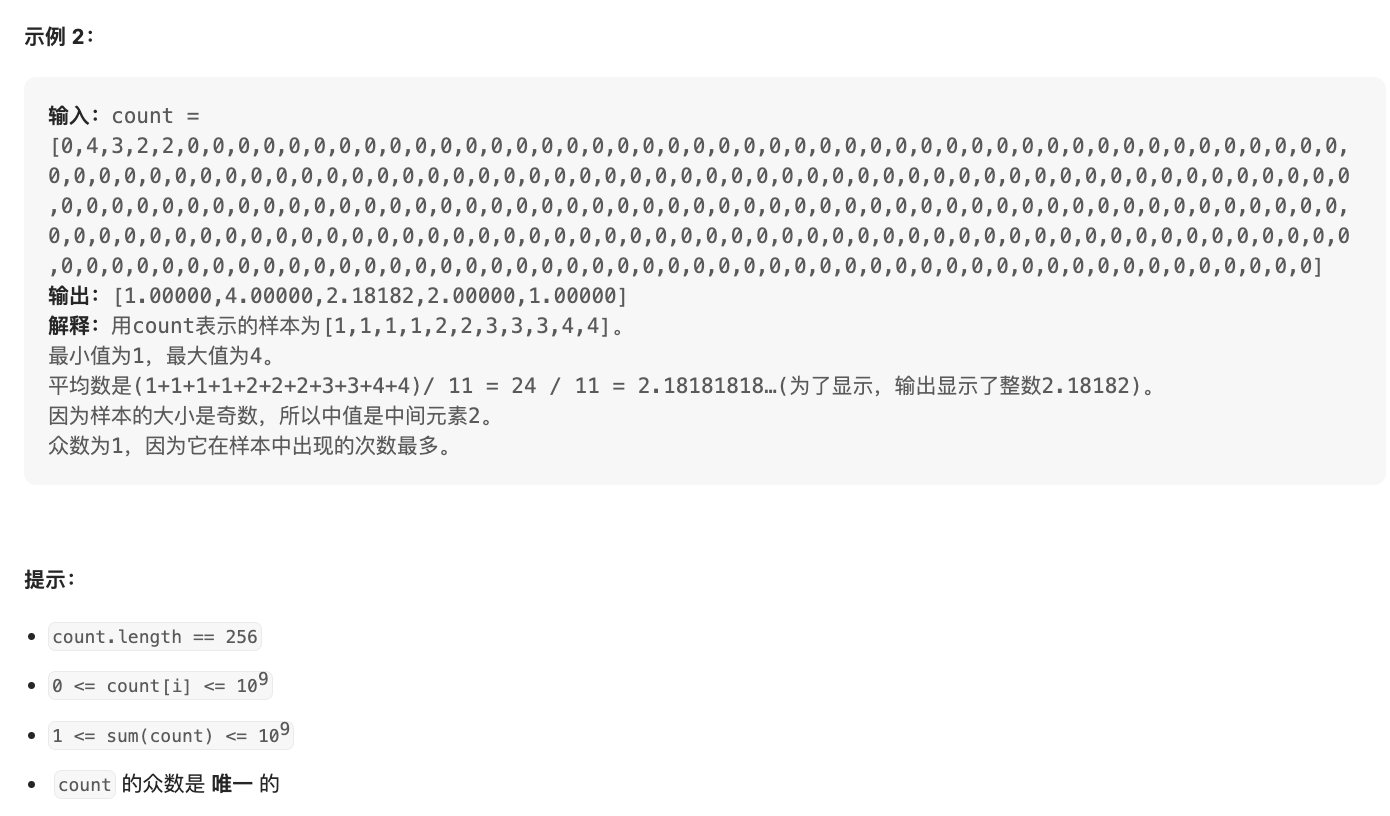 示例 2：
输入：count =
[0,4,3,2,2,0,0,0,0,0,0,0,0,0,0,0,0,0,0,0,0,0,0,0,0,0,0,0,0,0,0,0,0,0,0,0,0,0,0,0,0,0,0,0,0,0,0,0,0,0,0,
0,0,0,0,0,0,0,0,0,0,0,0,0,0,0,0,0,0,0,0,0,0,0,0,0,0,0,0,0,0,0,0,0,0,0,0,0,0,0,0,0,0,0,0,0,0,0,0,0,0,0,0
,0,0,0,0,0,0,0,0,0,0,0,0,0,0,0,0,0,0,0,0,0,0,0,0,0,0,0,0,0,0,0,0,0,0,0,0,0,0,0,0,0,0,0,0,0,0,0,0,0,0,0,
0,0,0,0,0,0,0,0,0,0,0,0,0,0,0,0,0,0,0,0,0,0,0,0,0,0,0,0,0,0,0,0,0,0,0,0,0,0,0,0,0,0,0,0,0,0,0,0,0,0,0,0
,0,0,0,0,0,0,0,0,0,0,0,0,0,0,0,0,0,0,0,0,0,0,0,0,0,0,0,0,0,0,0,0,0,0,0,0,0,0,0,0,0,0,0,0,0,0,0,0,0,0]
输出：[1.00000,4.00000,2.18182,2.00000,1.00000]
解释：用count表示的样本为[1,1,1,1,2,2,3,3,3,4,4]。
最小值为1，最大值为4。
平均数是(1+1+1+1+2+2+2+3+3+4+4)/ 11 = 24 / 11 = 2.18181818…(为了显示，输出显示了整数2.18182)。
因为样本的大小是奇数，所以中值是中间元素2。
众数为1，因为它在样本中出现的次数最多。
提示：
• count.length == 256
• 0 <= count[i] <= 10⁹
• 1 <= sum(count) <= 10⁹
• count 的众数是 唯一 的